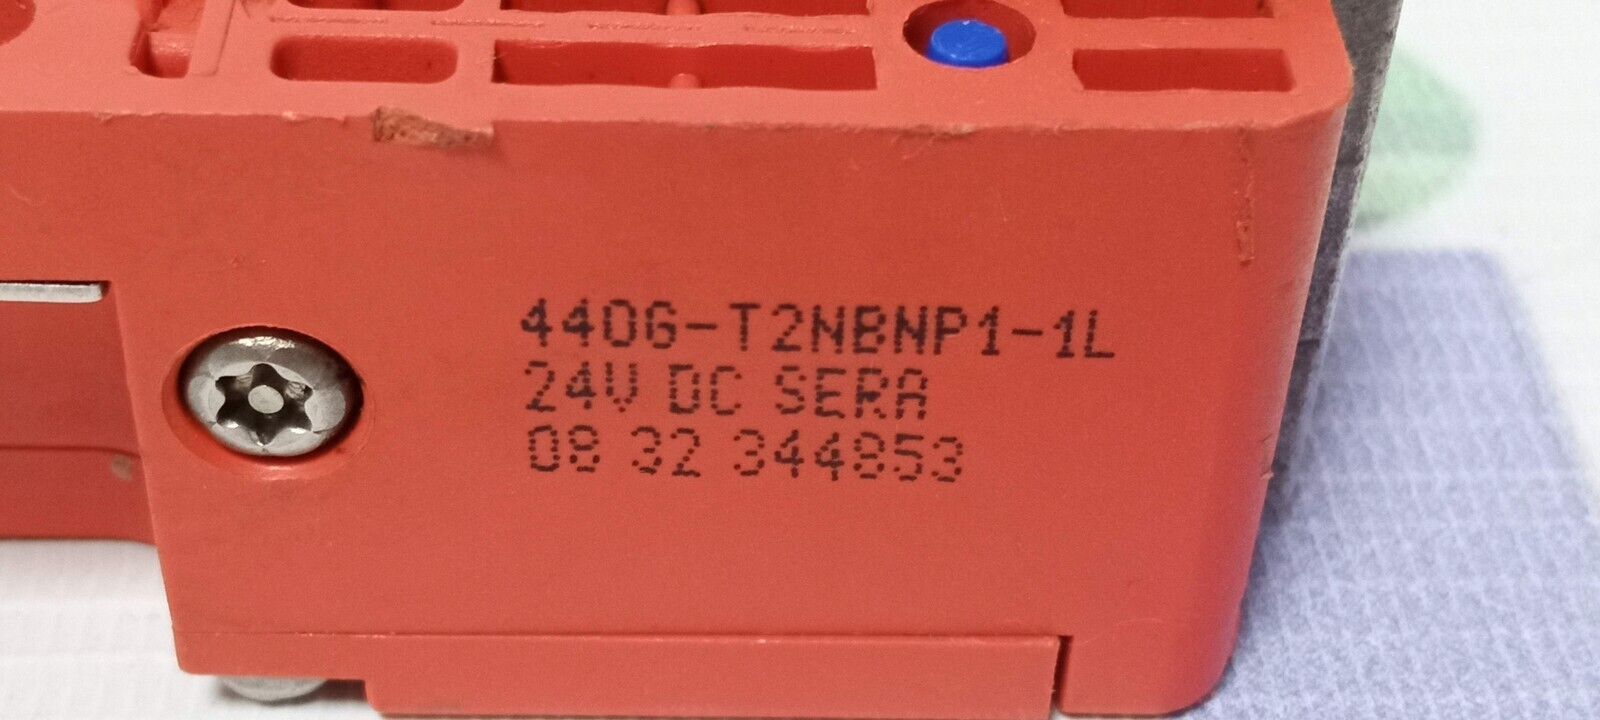 440G-T2NBNP1-1L
24V DC SERA
08 32 344853